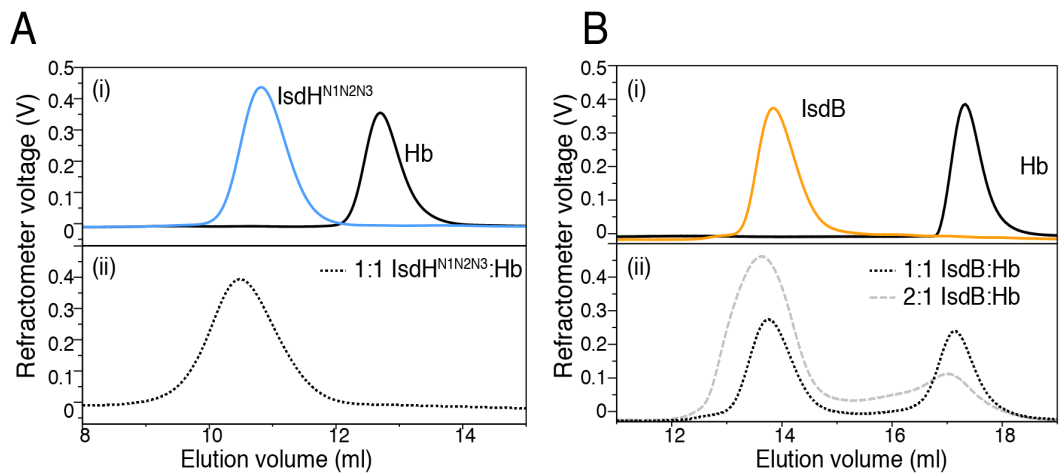 A
Refractometer voltage (V)
0.5
0.4
0.3
0.2
0.1
0
(i)
IsdH^N1N2N3
Hb
0.4
0.3
0.2
0.1
0
(ii)
1:1 IsdH^N1N2N3:Hb
8
10
12
14
Elution volume (ml)
B
Refractometer voltage (V)
0.5
0.4
0.3
0.2
0.1
0
(i)
IsdB
Hb
0.4
0.3
0.2
0.1
0
(ii)
1:1 IsdB:Hb
2:1 IsdB:Hb
12
14
16
18
Elution volume (ml)